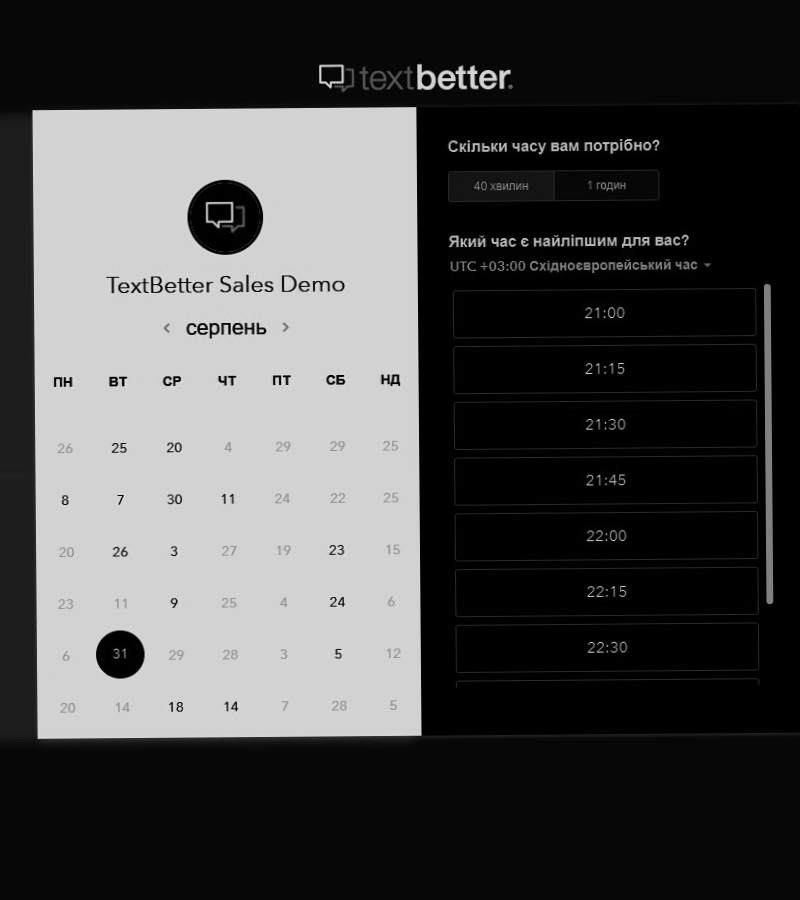 textbetter.
TextBetter Sales Demo
серпень
ПН ВТ СР ЧТ ПТ СБ НД
26 25 20 4 29 29 25
8 7 30 11 24 22 25
20 26 3 27 19 23 15
23 11 9 25 4 24 6
6 31 29 28 3 5 12
20 14 18 14 7 28 5
Скільки часу вам потрібно?
40 хвилин 1 годин
Який час є найліпшим для вас?
UTC +03:00 Східноєвропейський час
21:00
21:15
21:30
21:45
22:00
22:15
22:30